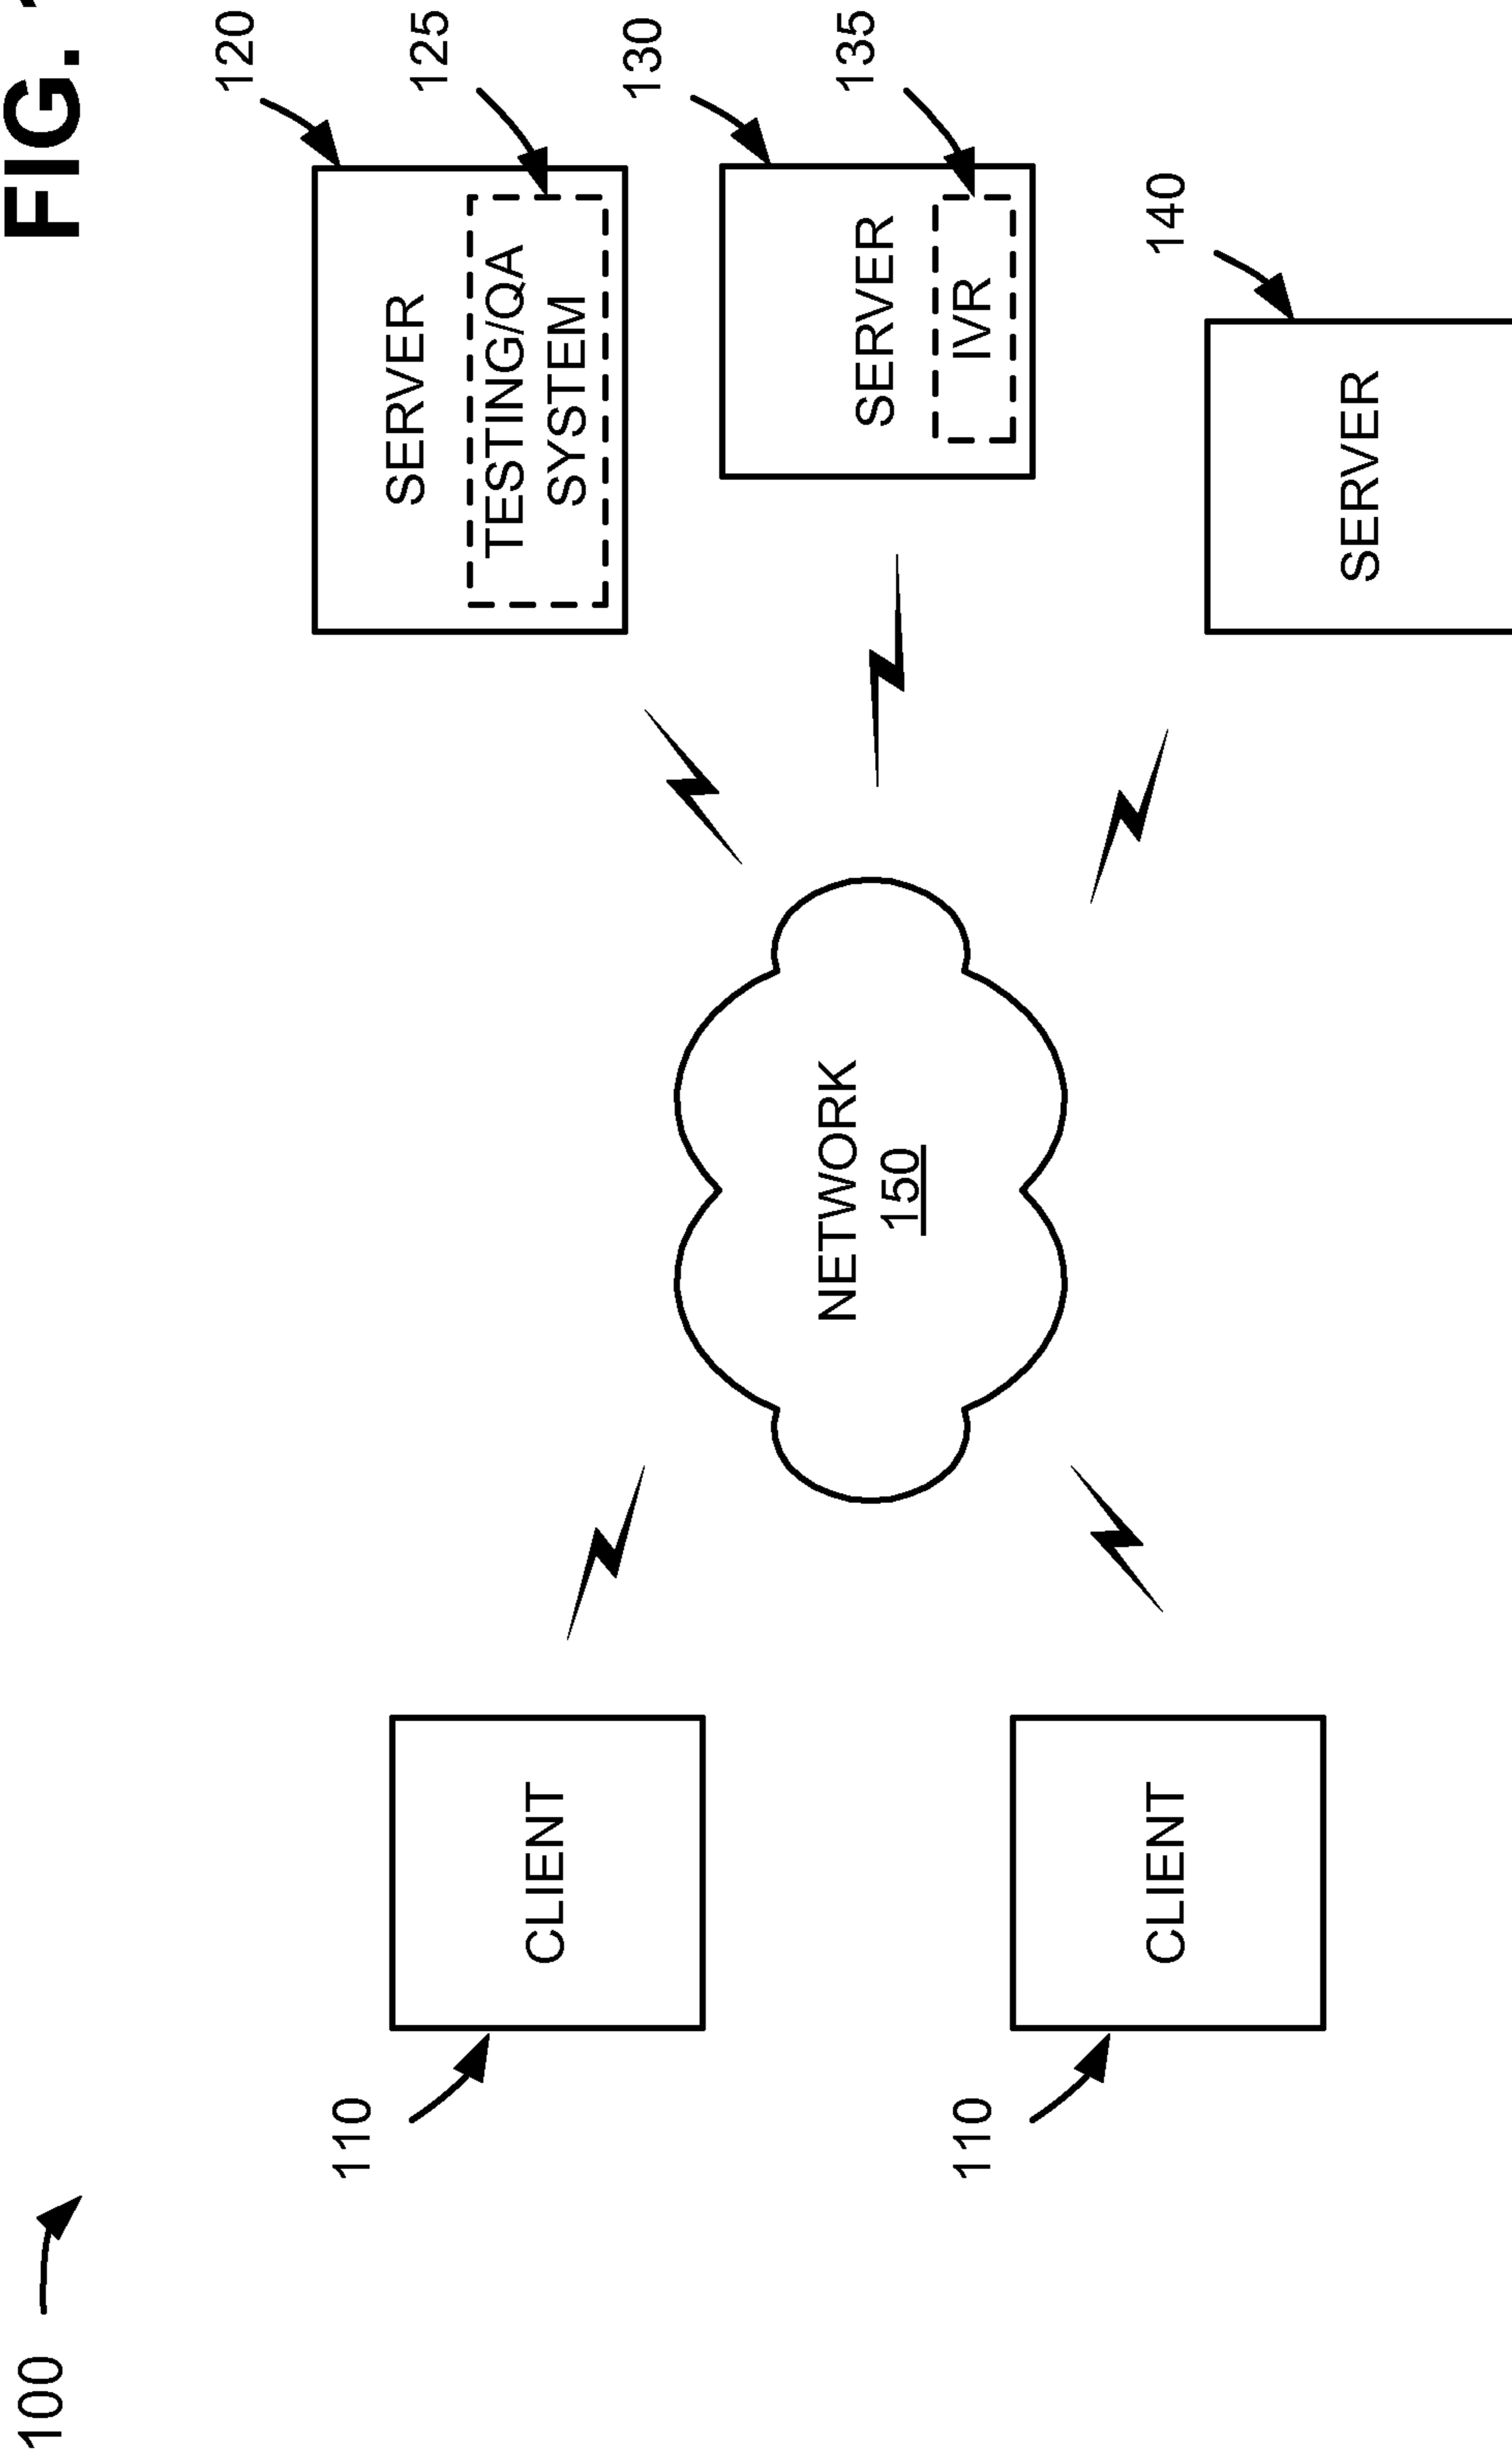 FIG.
100
110
CLIENT
110
CLIENT
NETWORK
150
120
SERVER
125
TESTING/QA
SYSTEM
130
SERVER
135
IVR
140
SERVER